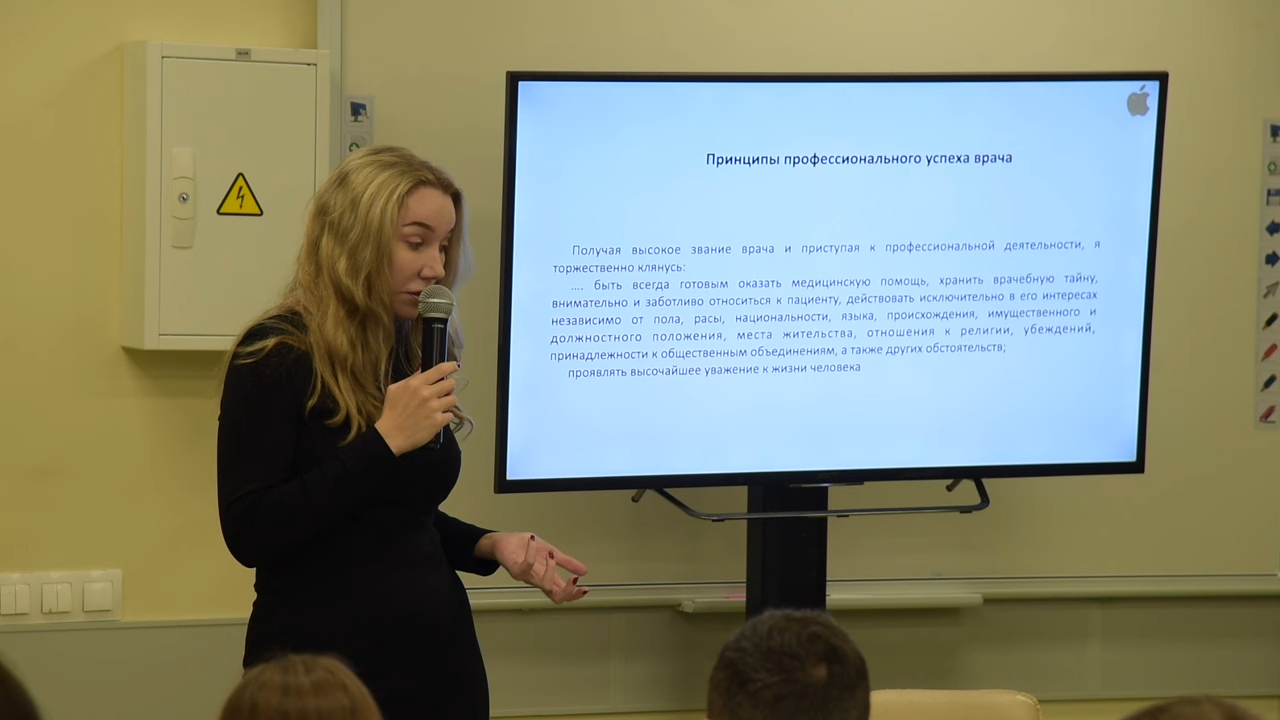 Принципы профессионального успеха врача
Получая высокое звание врача и приступая к профессиональной деятельности, я
торжественно клянусь:
.... быть всегда готовым оказать медицинскую помощь, хранить врачебную тайну,
внимательно и заботливо относиться к пациенту, действовать исключительно в его интересах
независимо от пола, расы, национальности, языка, происхождения, имущественного и
должностного положения, места жительства, отношения к религии, убеждений,
принадлежности к общественным объединениям, а также других обстоятельств;
проявлять высочайшее уважение к жизни человека